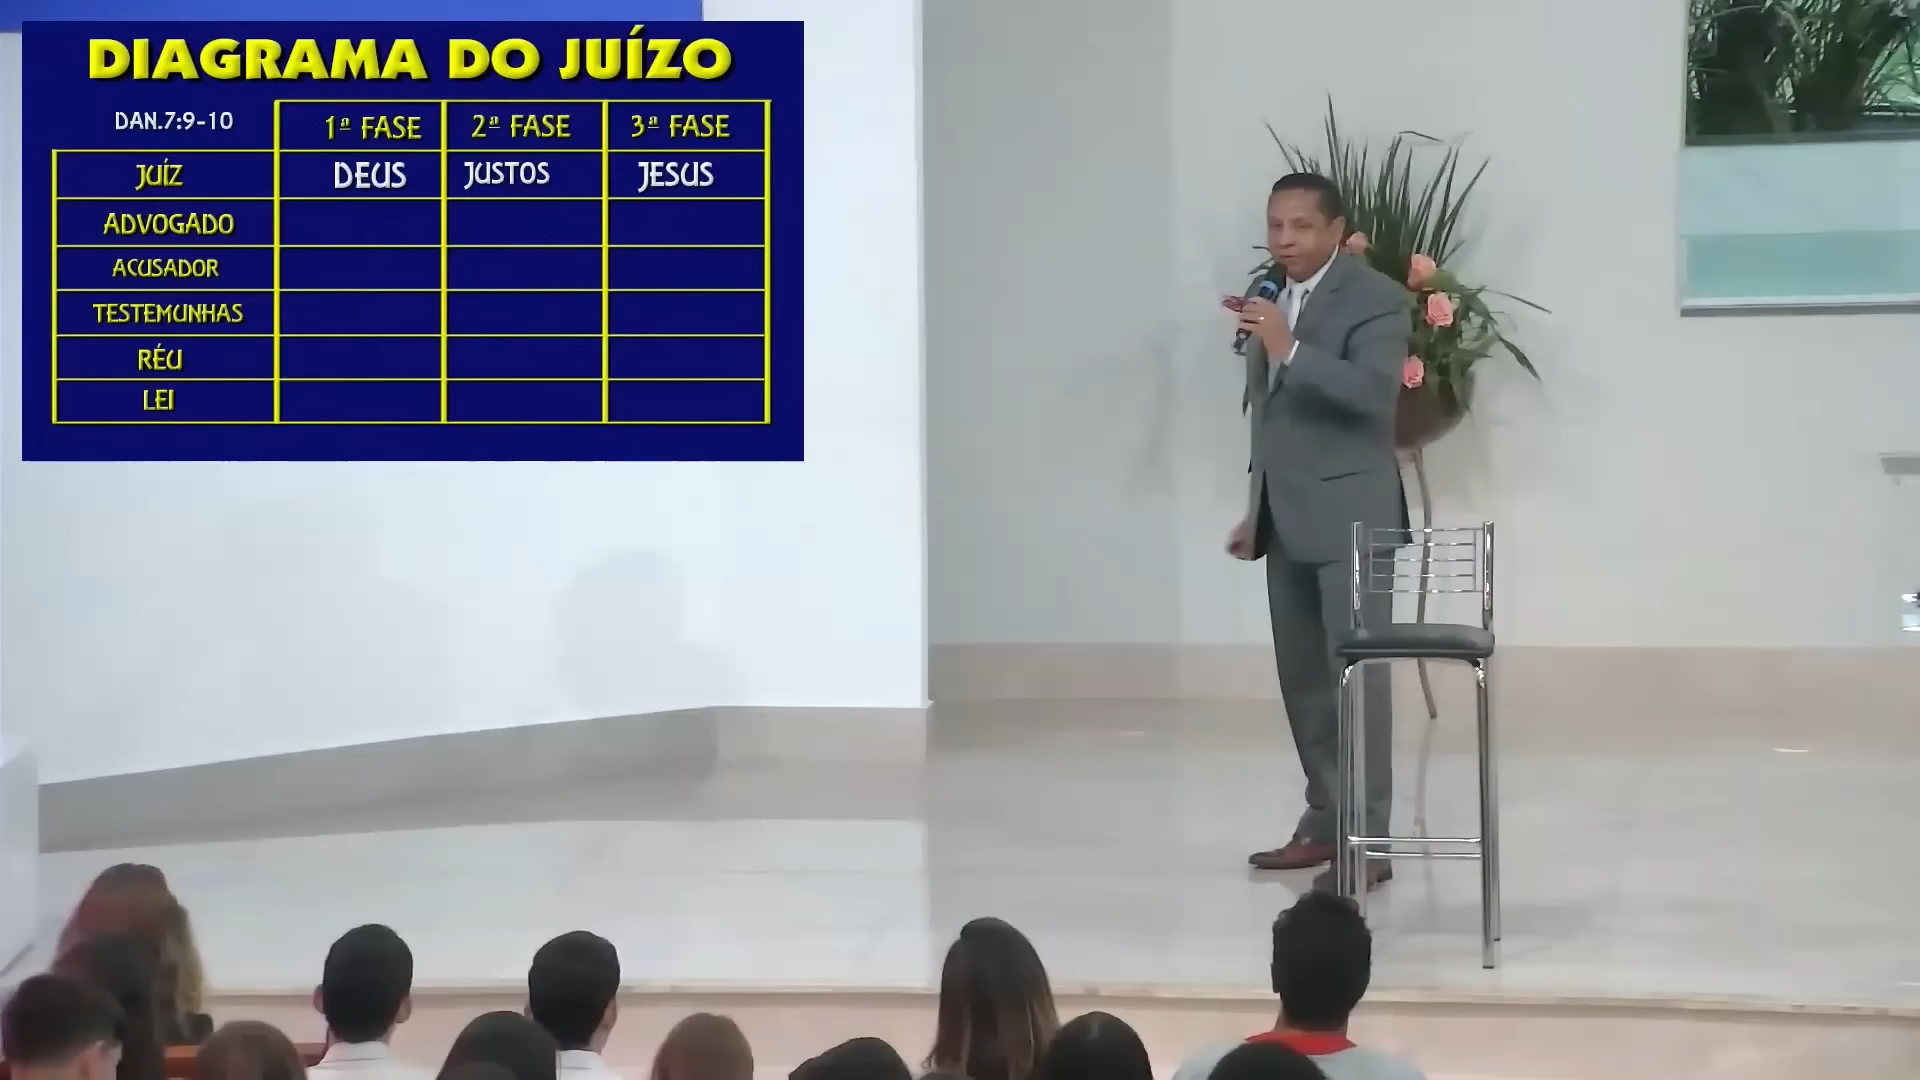 DIAGRAMA DO JUÍZO
DAN.7:9-10 1ª FASE 2ª FASE 3ª FASE
JUÍZ DEUS JUSTOS JESUS
ADVOGADO
ACUSADOR
TESTEMUNHAS
RÉU
LEI